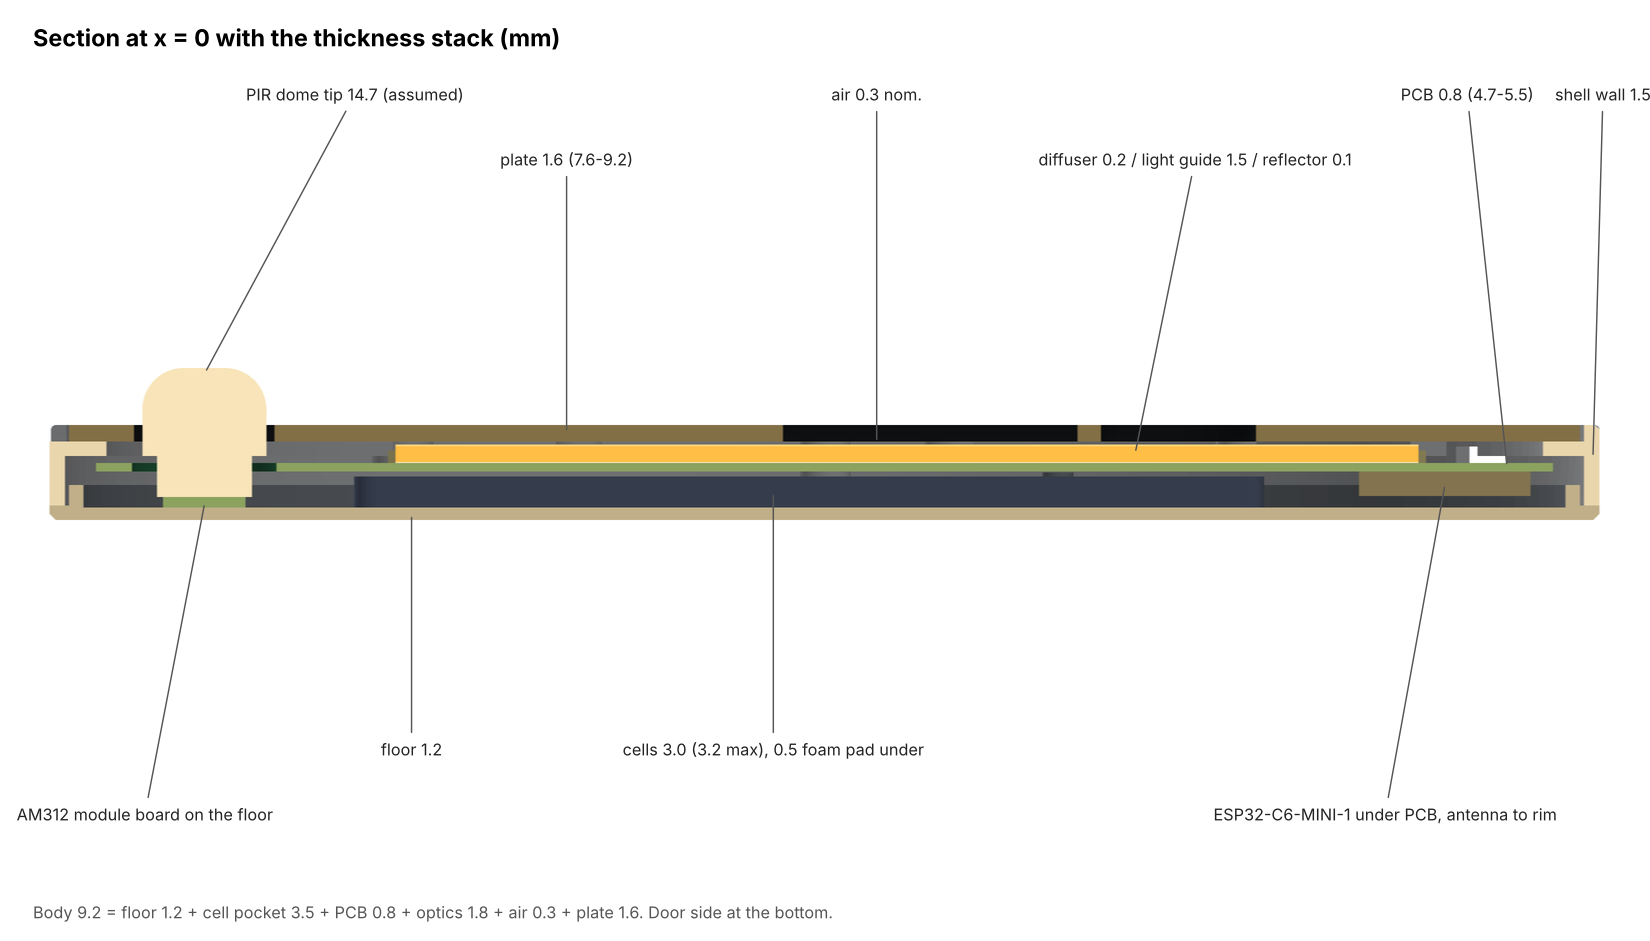 Section at x = 0 with the thickness stack (mm)
PIR dome tip 14.7 (assumed)
air 0.3 nom.
PCB 0.8 (4.7-5.5)
shell wall 1.5
plate 1.6 (7.6-9.2)
diffuser 0.2 / light guide 1.5 / reflector 0.1
floor 1.2
cells 3.0 (3.2 max), 0.5 foam pad under
AM312 module board on the floor
ESP32-C6-MINI-1 under PCB, antenna to rim
Body 9.2 = floor 1.2 + cell pocket 3.5 + PCB 0.8 + optics 1.8 + air 0.3 + plate 1.6. Door side at the bottom.